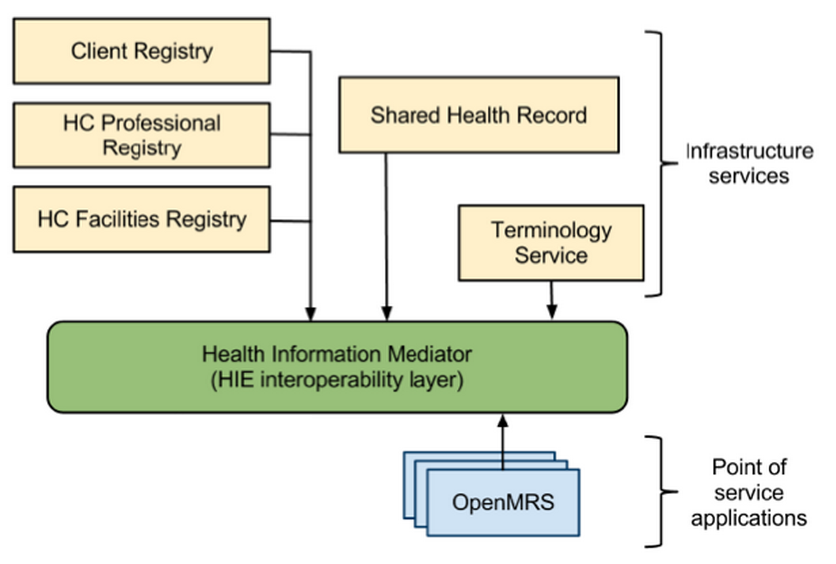 Client Registry
HC Professional
Registry
HC Facilities Registry
Shared Health Record
Terminology
Service
Infrastructure
services
Health Information Mediator
(HIE interoperability layer)
OpenMRS
Point of
service
applications